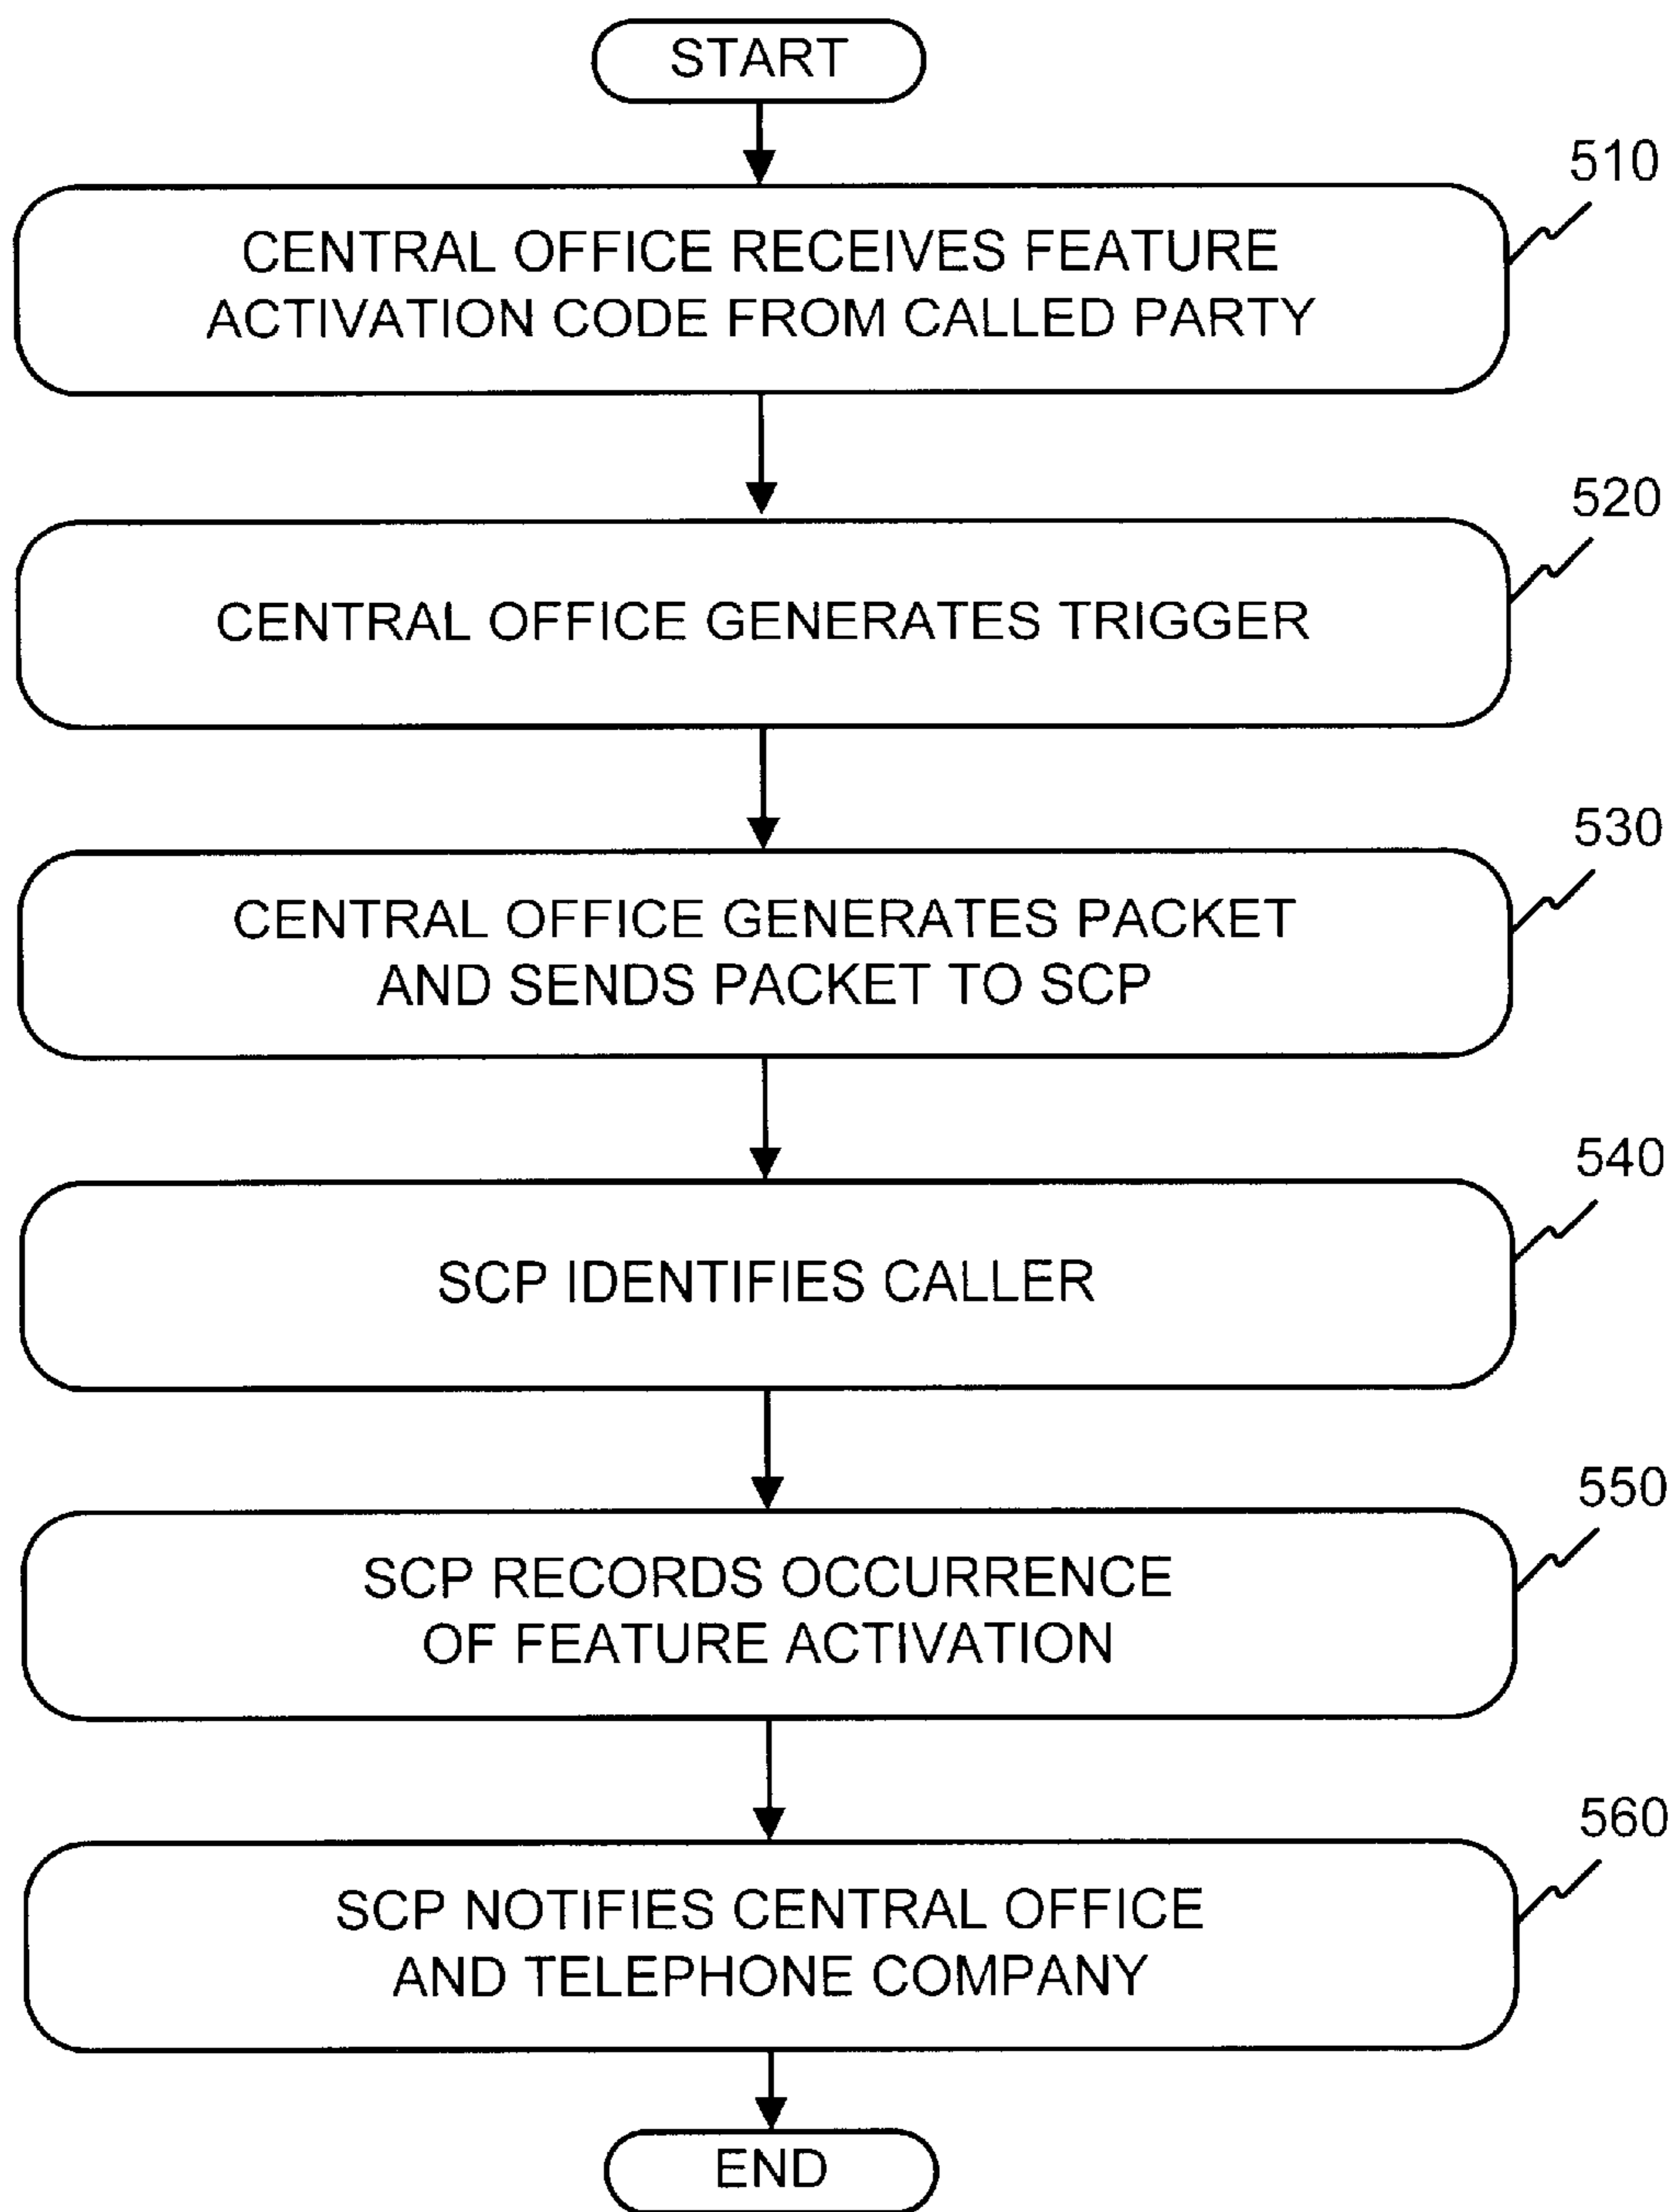 START
510
CENTRAL OFFICE RECEIVES FEATURE
ACTIVATION CODE FROM CALLED PARTY
520
CENTRAL OFFICE GENERATES TRIGGER
530
CENTRAL OFFICE GENERATES PACKET
AND SENDS PACKET TO SCP
540
SCP IDENTIFIES CALLER
550
SCP RECORDS OCCURRENCE
OF FEATURE ACTIVATION
560
SCP NOTIFIES CENTRAL OFFICE
AND TELEPHONE COMPANY
END